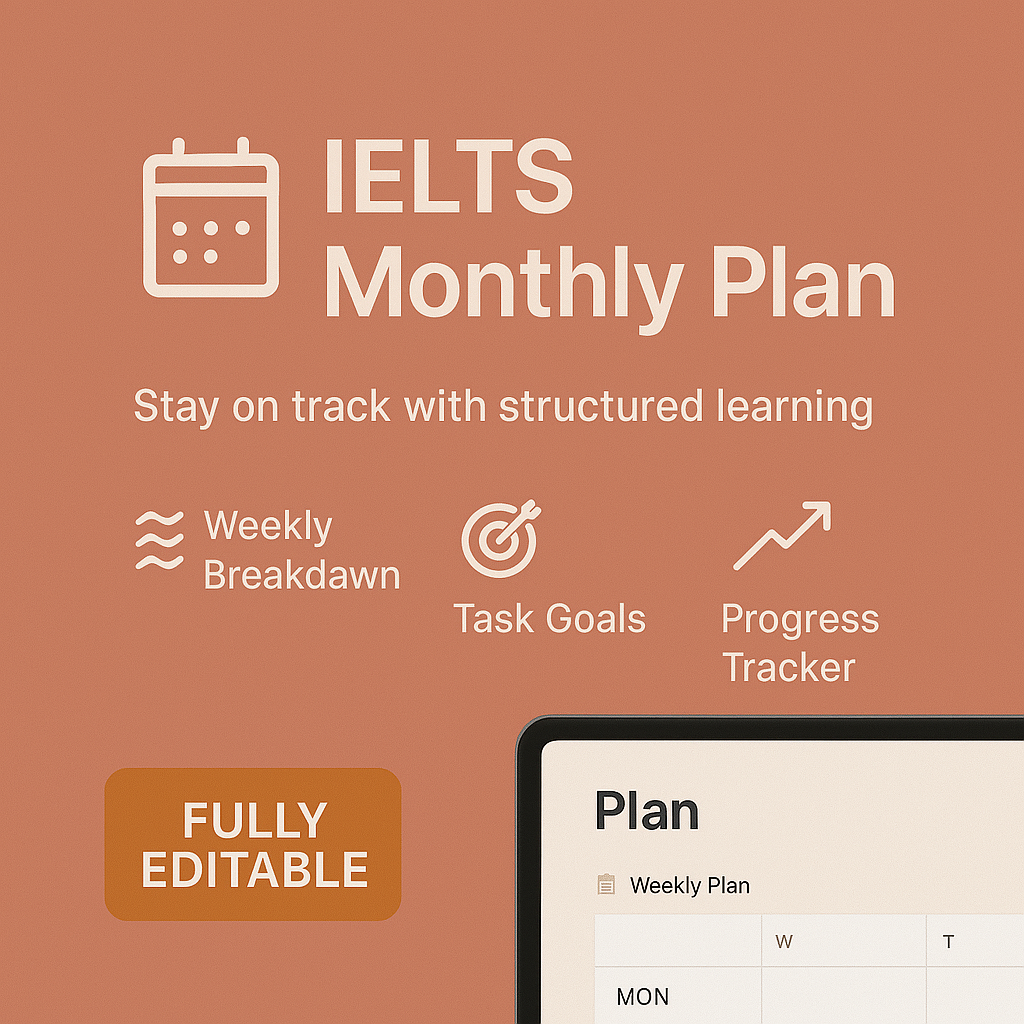 IELTS
Monthly Plan
Stay on track with structured learning
Weekly
Breakdawn
Task Goals
Progress
Tracker
FULLY
EDITABLE
Plan
Weekly Plan
W
T
MON